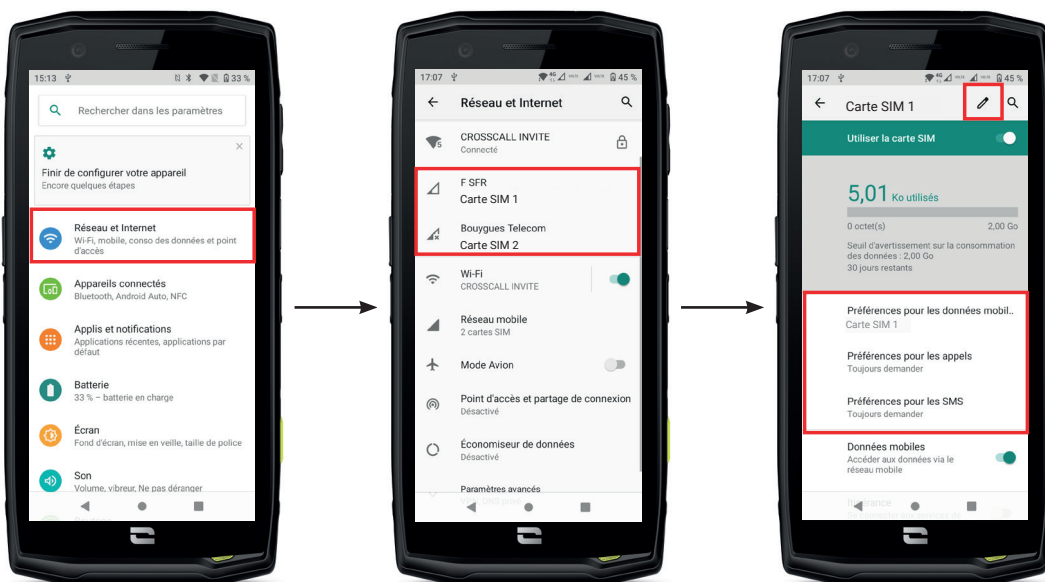 15:13
33 %
Rechercher dans les paramètres
Finir de configurer votre appareil
Encore quelques étapes
Réseau et Internet
Wi-Fi, mobile, conso des données et point
d'accès
Appareils connectés
Bluetooth, Android Auto, NFC
Applis et notifications
Applications récentes, applications par
défaut
Batterie
33 % – batterie en charge
Écran
Fond d'écran, mise en veille, taille de police
Son
Volume, vibreur, Ne pas déranger
17:07
4G
45 %
Réseau et Internet
CROSSCALL INVITE
Connecté
F SFR
Carte SIM 1
Bouygues Telecom
Carte SIM 2
Wi-Fi
CROSSCALL INVITE
Réseau mobile
2 cartes SIM
Mode Avion
Point d'accès et partage de connexion
Désactivé
Économiseur de données
Désactivé
Paramètres avancés
17:07
4G
45 %
Carte SIM 1
Utiliser la carte SIM
5,01 Ko utilisés
0 octet(s) 2,00 Go
Seuil d'avertissement sur la consommation
des données : 2,00 Go
30 jours restants
Préférences pour les données mobil..
Carte SIM 1
Préférences pour les appels
Toujours demander
Préférences pour les SMS
Toujours demander
Données mobiles
Accéder aux données via le
réseau mobile
Itinérance